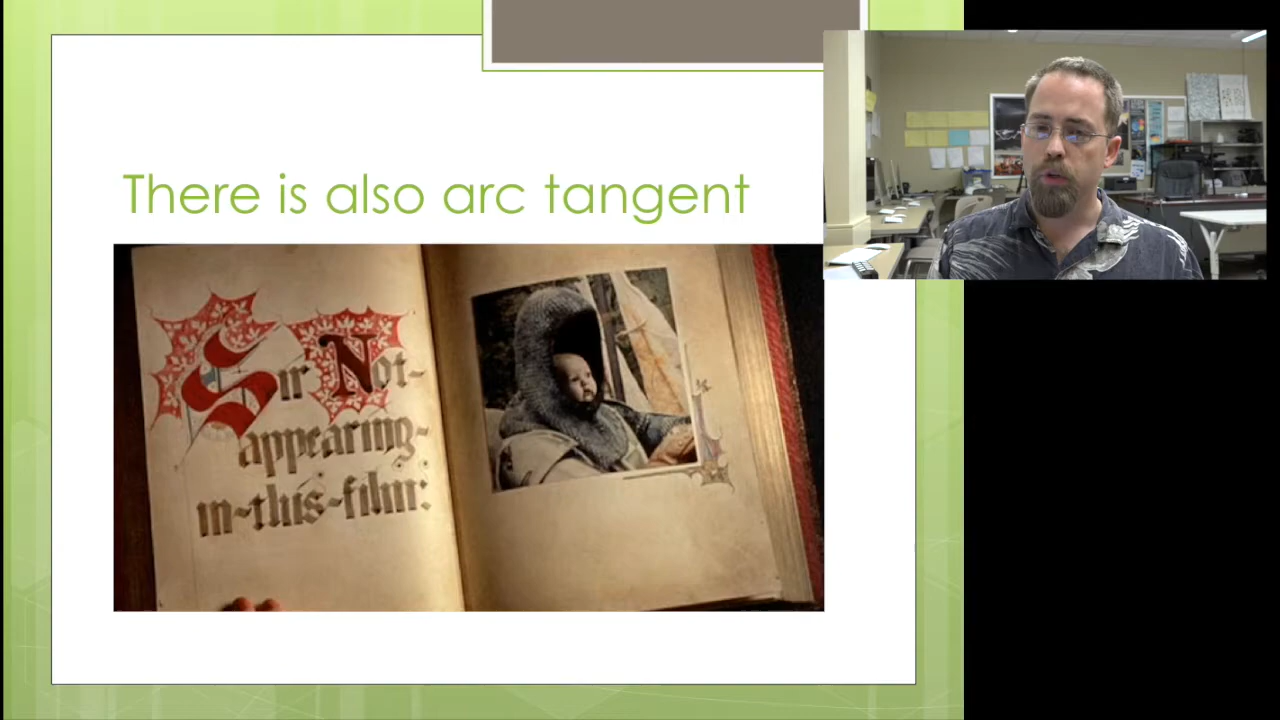 There is also arc tangent
Sir Not-
appearing-
in-this-film: